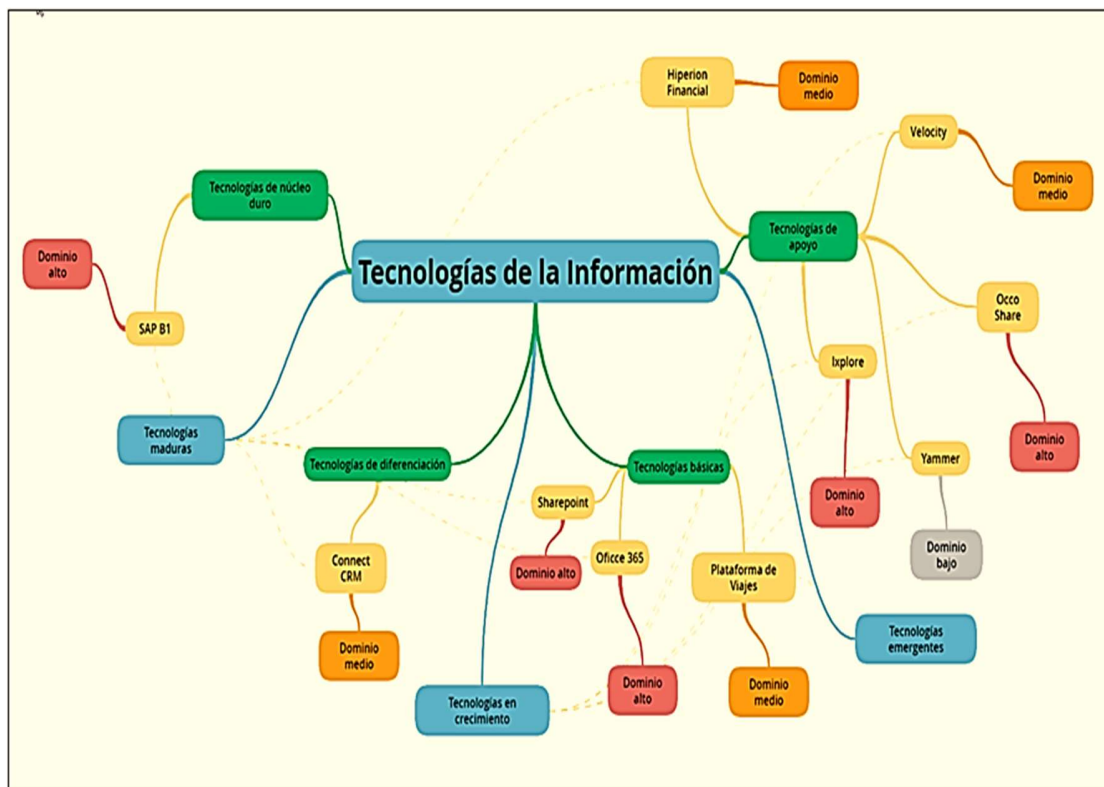 Hiperion
Financial
Dominio
medio
Velocity
Dominio
medio
Tecnologías de núcleo
duro
Tecnologías de
apoyo
Dominio
alto
Tecnologías de la Información
Occo
Share
SAP B1
Ixplore
Tecnologías
maduras
Dominio
alto
Tecnologías de diferenciación
Tecnologías básicas
Yammer
Dominio
alto
Sharepoint
Oficce 365
Dominio
bajo
Connect
CRM
Dominio alto
Plataforma de
Viajes
Tecnologías
emergentes
Dominio
medio
Dominio
alto
Dominio
medio
Tecnologías en
crecimiento